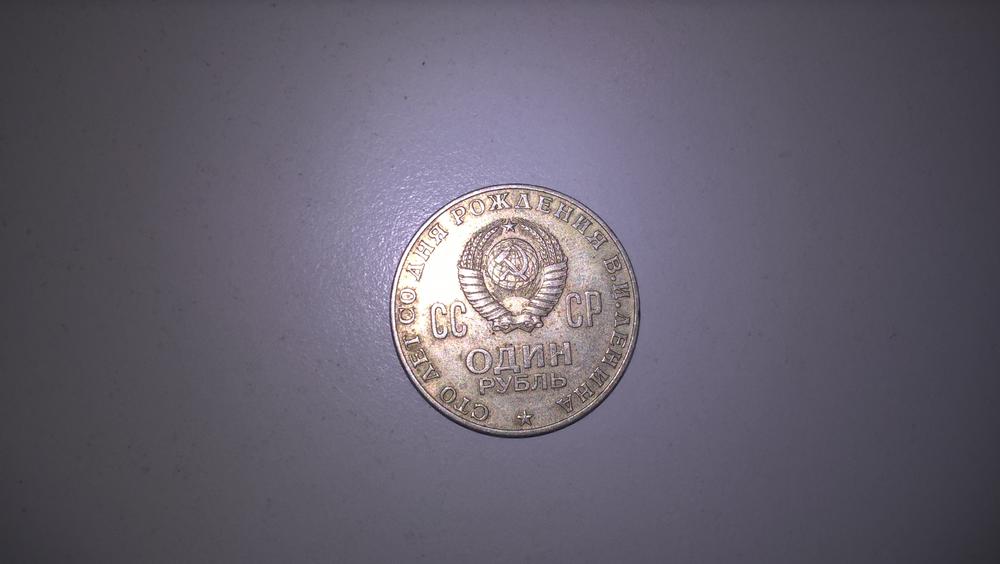 СТО ЛЕТ СО ДНЯ РОЖДЕНИЯ В.И.ЛЕНИНА
СС СР
ОДИН
РУБЛЬ